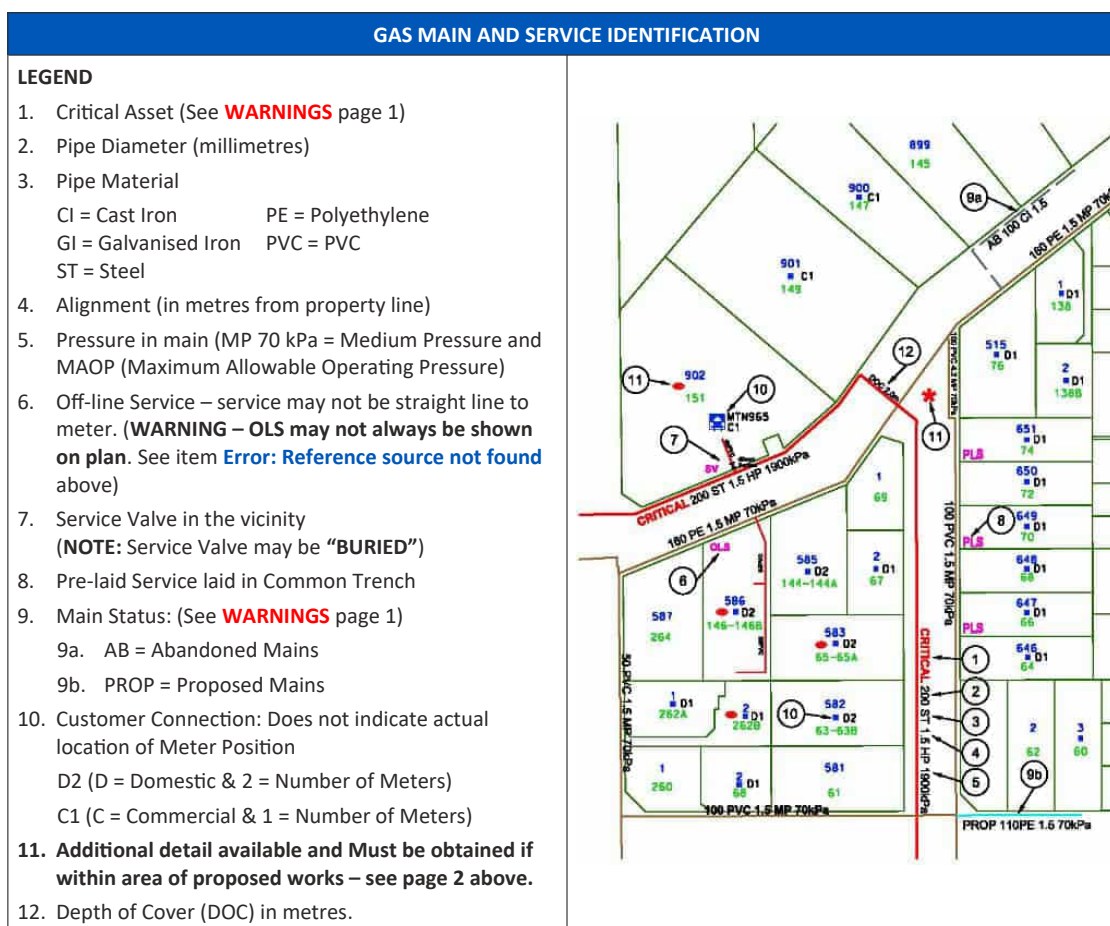 GAS MAIN AND SERVICE IDENTIFICATION
LEGEND
1. Critical Asset (See WARNINGS page 1)
2. Pipe Diameter (millimetres)
3. Pipe Material
CI = Cast Iron PE = Polyethylene
GI = Galvanised Iron PVC = PVC
ST = Steel
4. Alignment (in metres from property line)
5. Pressure in main (MP 70 kPa = Medium Pressure and
MAOP (Maximum Allowable Operating Pressure)
6. Off-line Service – service may not be straight line to
meter. (WARNING – OLS may not always be shown
on plan. See item Error: Reference source not found
above)
7. Service Valve in the vicinity
(NOTE: Service Valve may be “BURIED”)
8. Pre-laid Service laid in Common Trench
9. Main Status: (See WARNINGS page 1)
9a. AB = Abandoned Mains
9b. PROP = Proposed Mains
10. Customer Connection: Does not indicate actual
location of Meter Position
D2 (D = Domestic & 2 = Number of Meters)
C1 (C = Commercial & 1 = Number of Meters)
11. Additional detail available and Must be obtained if
within area of proposed works – see page 2 above.
12. Depth of Cover (DOC) in metres.
899
145
900
C1
147
9a
AB 100 CI 1.5
160 PE 1.5 MP 70k
901
C1
149
1
D1
138
12
515
D1
76
2
D1
138B
11
902
151
10
MTN965
C1
11
7
SV
CRITICAL 200 ST 1.5 HP 1900kPa
160 PE 1.5 MP 70kPa
651
D1
74
PLS
650
D1
72
1
69
8
649
D1
70
PLS
100 PVC 1.5 MP 70kPa
OLS
6
585
D2
144-144A
2
D1
67
648
D1
68
587
264
586
D2
146-146B
647
D1
66
PLS
583
D2
65-65A
646
D1
64
CRITICAL 200 ST 1.5 HP 1900kPa
1
2
3
4
5
50 PVC 1.5 MP 70kPa
1
D1
262A
2
D1
262B
10
582
D2
63-63B
2
62
3
60
1
260
2
D1
68
581
61
9b
100 PVC 1.5 MP 70kPa
PROP 110PE 1.5 70kPa